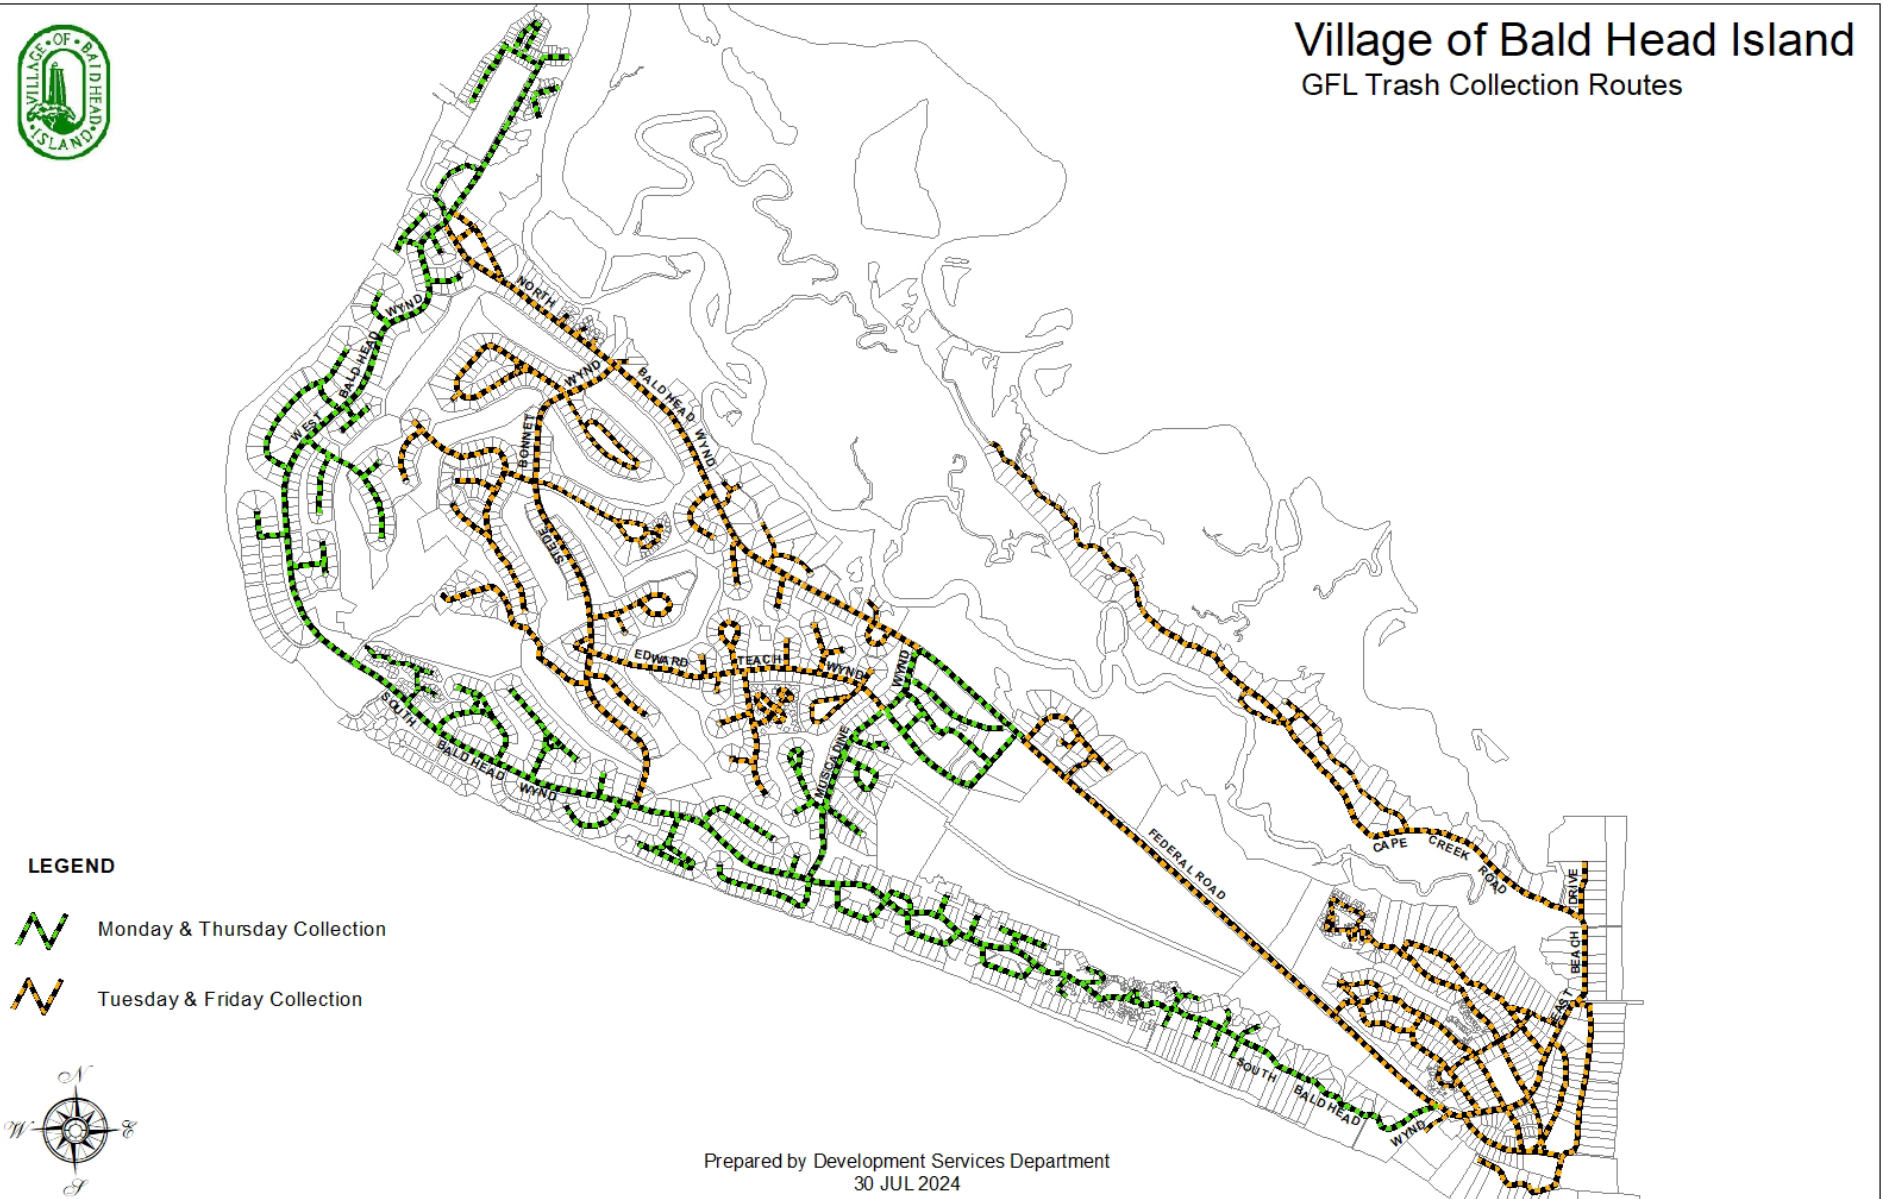 Village of Bald Head Island
GFL Trash Collection Routes
VILLAGE OF BALD HEAD ISLAND
NORTH
WYND
BALD HEAD
WEST
WYND
BONNET
BALD HEAD
WYND
STEDE
EDWARD
TEACH
WYND
WYND
MUSCADINE
SOUTH
BALD HEAD
WYND
FEDERAL ROAD
CAPE
CREEK
ROAD
DRIVE
BEACH
EAST
SOUTH
BALD HEAD
WYND
LEGEND
Monday & Thursday Collection
Tuesday & Friday Collection
N
W
E
S
Prepared by Development Services Department
30 JUL 2024